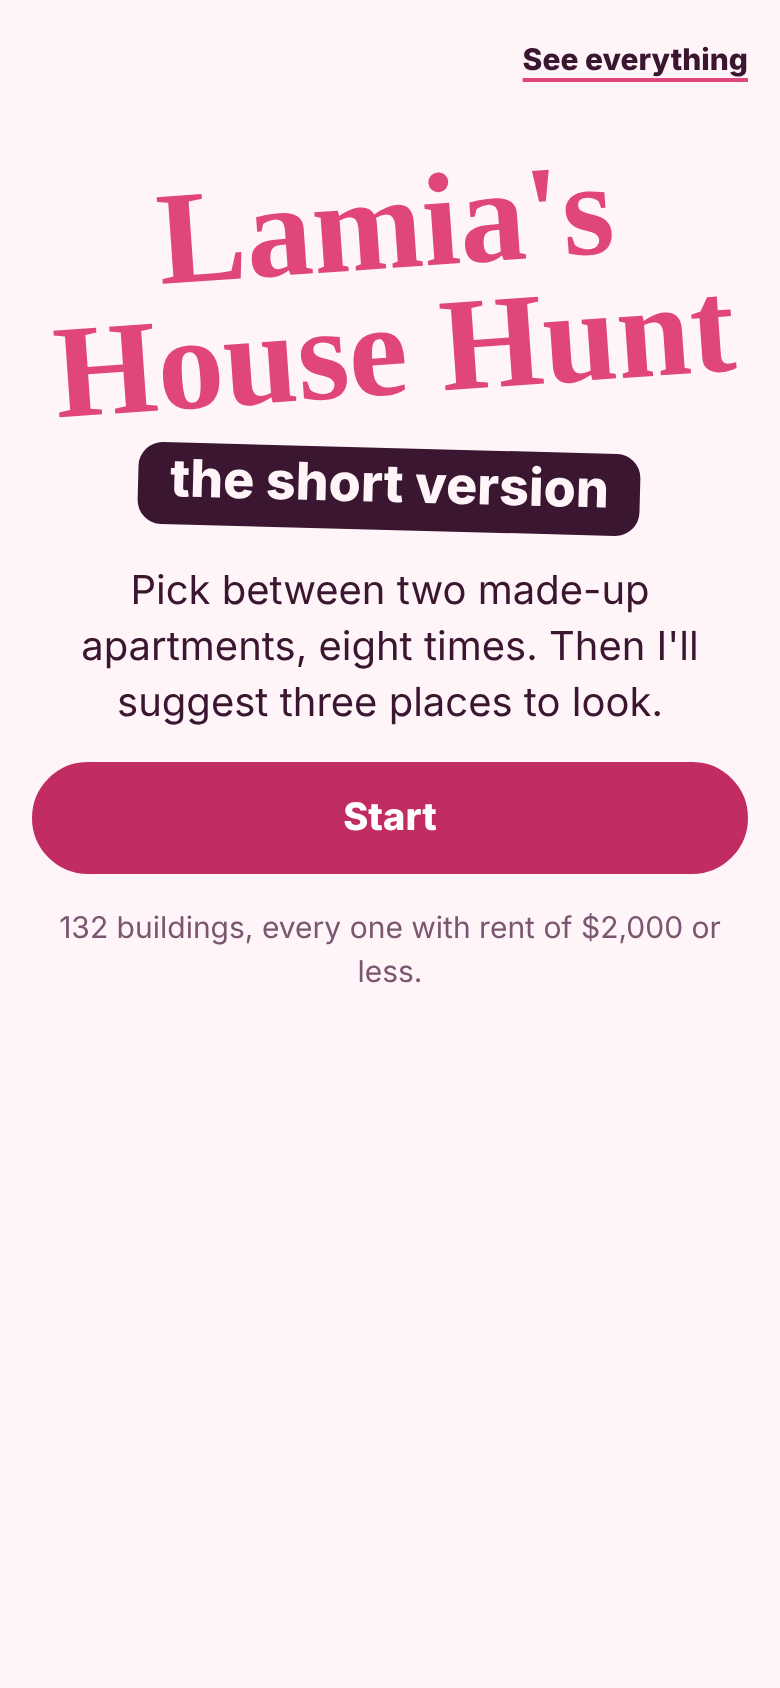 See everything
Lamia's
House Hunt
the short version
Pick between two made-up
apartments, eight times. Then I'll
suggest three places to look.
Start
132 buildings, every one with rent of $2,000 or
less.